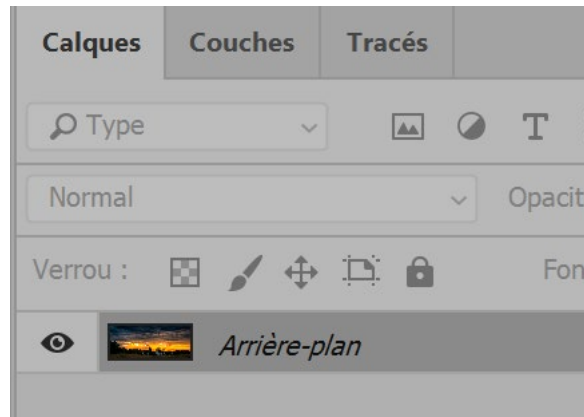 Calques Couches Tracés
Type T
Normal Opacit
Verrou : Fon
Arrière-plan